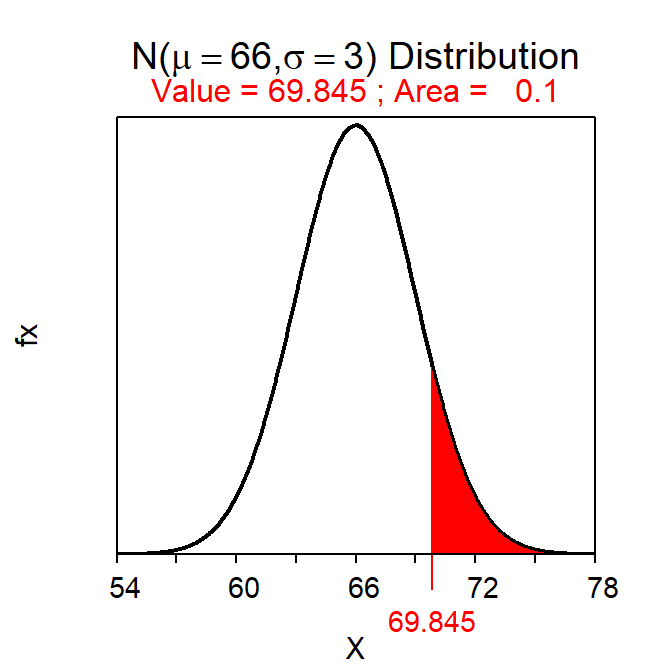 N(μ = 66,σ = 3) Distribution
Value = 69.845 ; Area = 0.1
fx
54 60 66 72 78
69.845
X